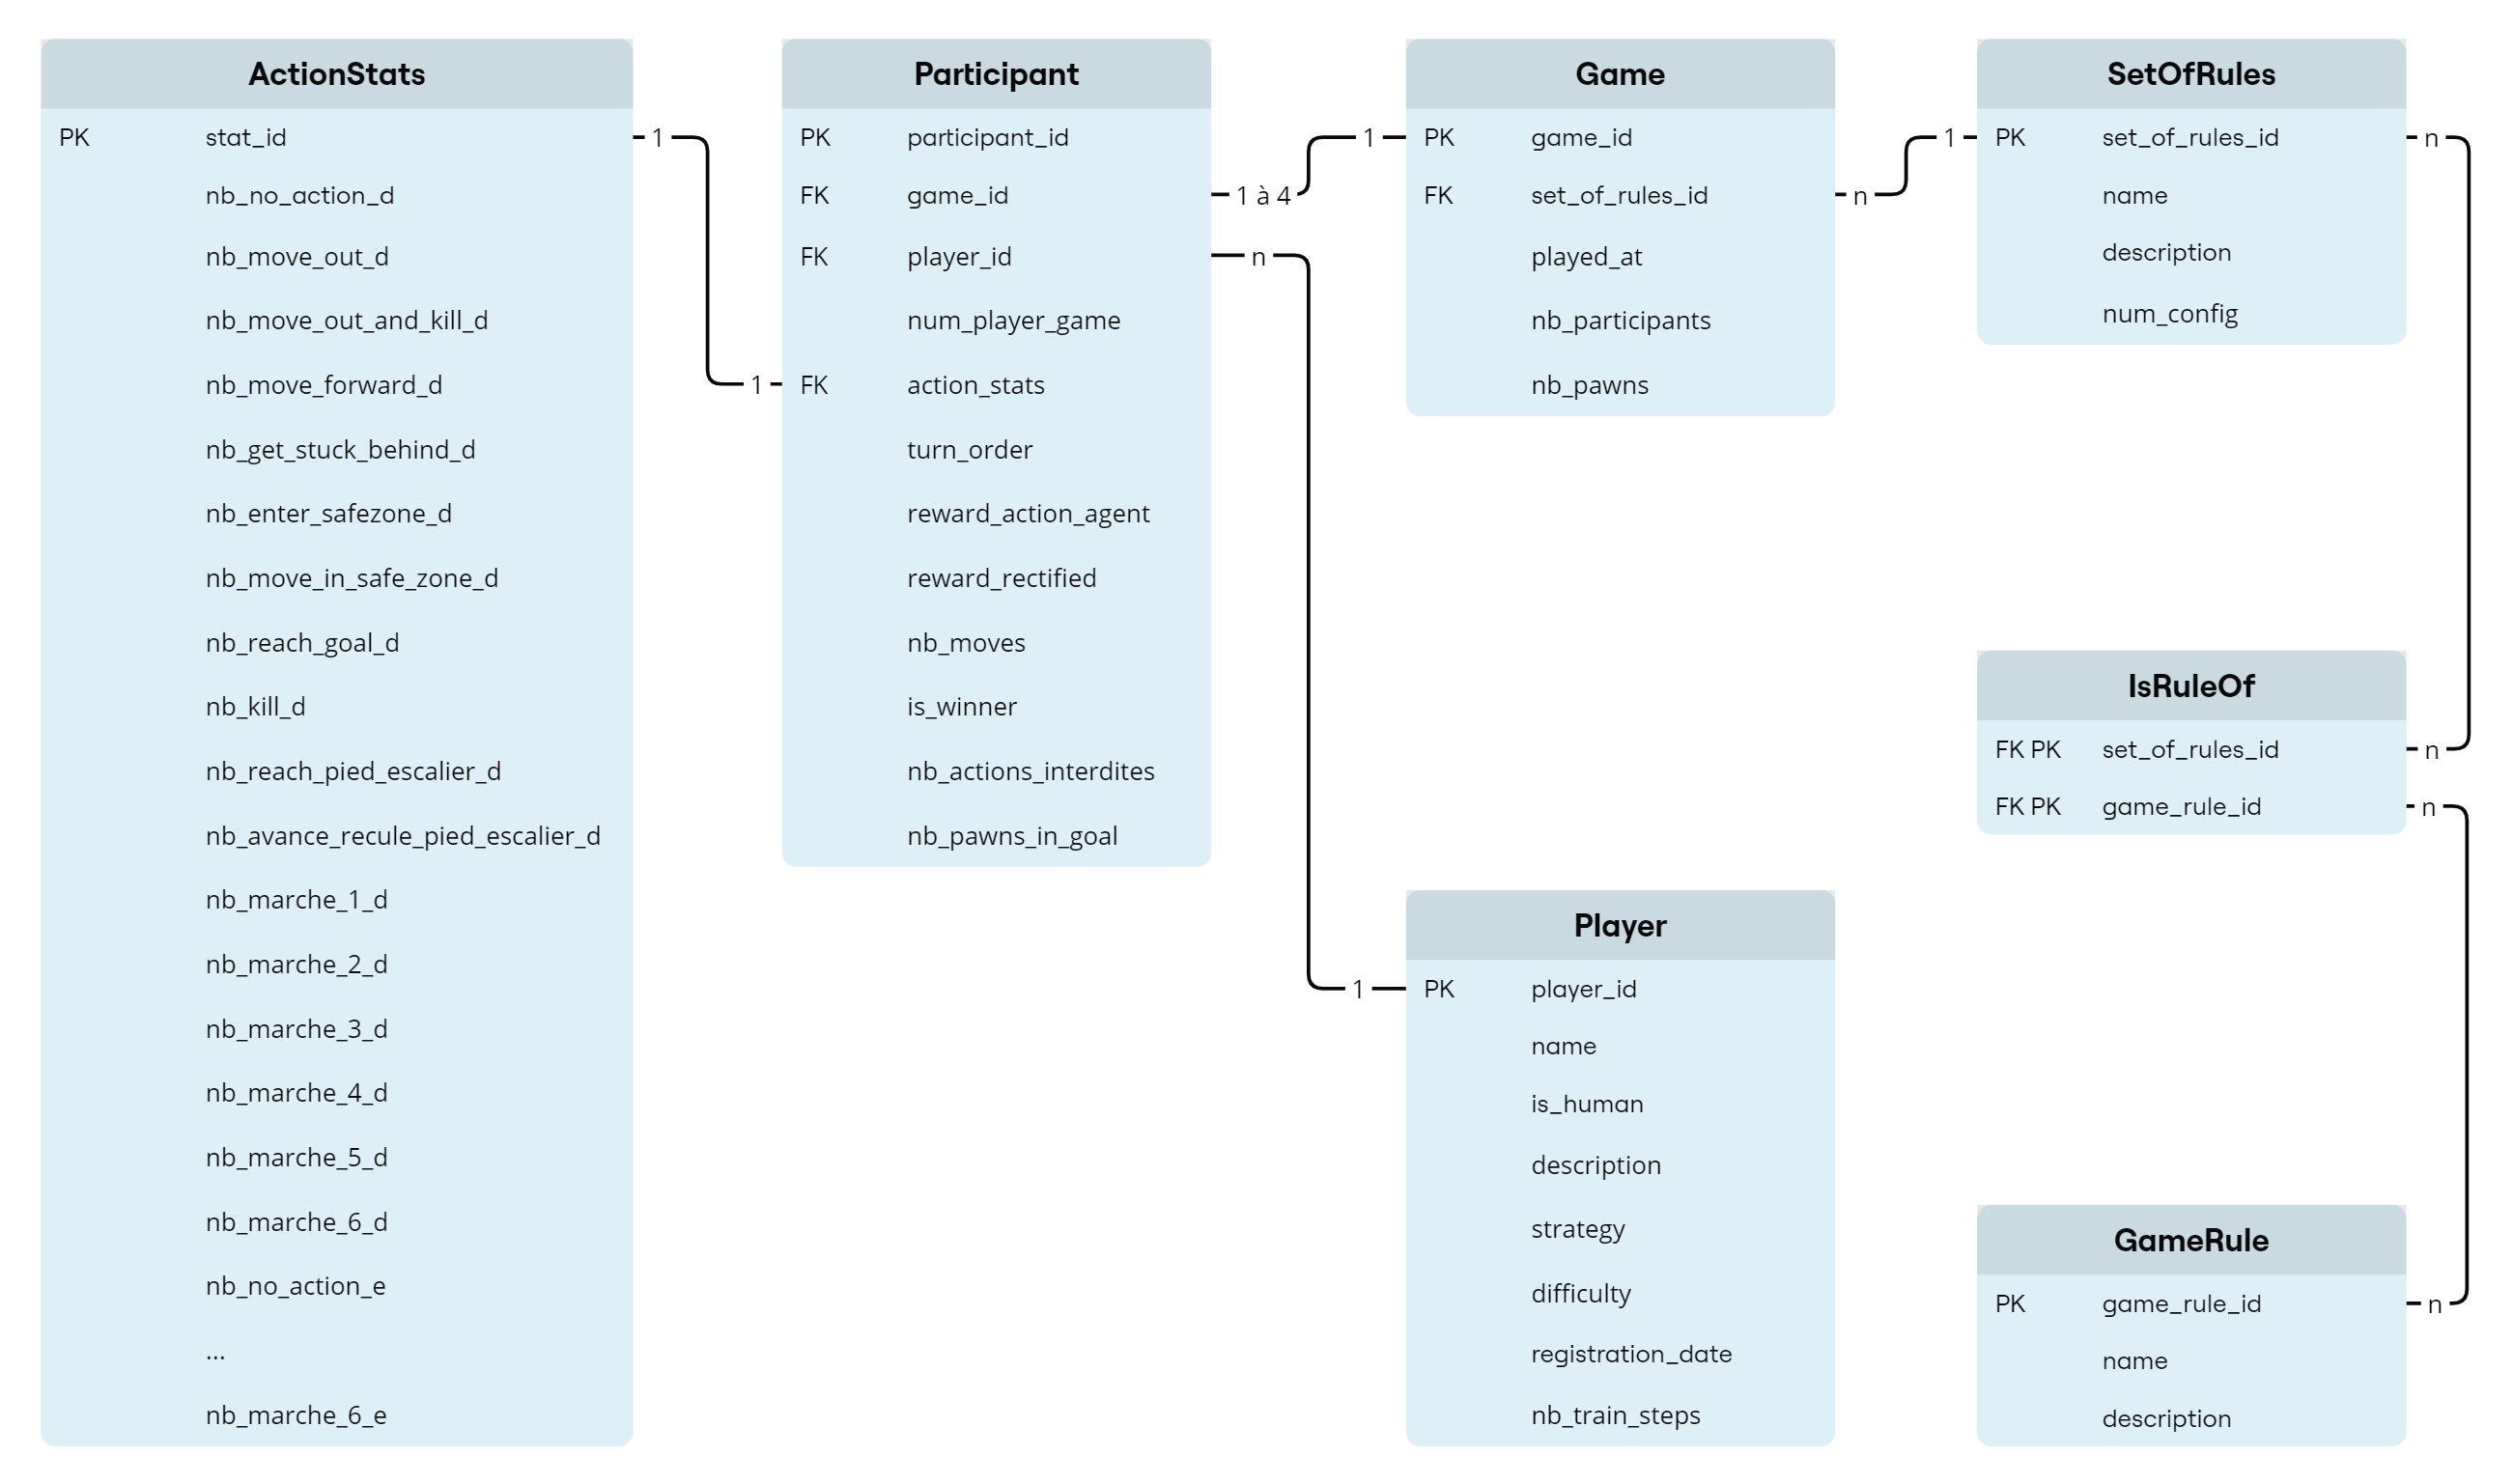 ActionStats
PK stat_id 1
nb_no_action_d
nb_move_out_d
nb_move_out_and_kill_d
nb_move_forward_d
nb_get_stuck_behind_d
nb_enter_safezone_d
nb_move_in_safe_zone_d
nb_reach_goal_d
nb_kill_d
nb_reach_pied_escalier_d
nb_avance_recule_pied_escalier_d
nb_marche_1_d
nb_marche_2_d
nb_marche_3_d
nb_marche_4_d
nb_marche_5_d
nb_marche_6_d
nb_no_action_e
...
nb_marche_6_e
Participant
PK participant_id
FK game_id 1 à 4
FK player_id n
num_player_game
1 FK action_stats
turn_order
reward_action_agent
reward_rectified
nb_moves
is_winner
nb_actions_interdites
nb_pawns_in_goal
Game
1 PK game_id
FK set_of_rules_id n
played_at
nb_participants
nb_pawns
Player
1 PK player_id
name
is_human
description
strategy
difficulty
registration_date
nb_train_steps
SetOfRules
1 PK set_of_rules_id n
name
description
num_config
IsRuleOf
FK PK set_of_rules_id n
FK PK game_rule_id n
GameRule
PK game_rule_id n
name
description